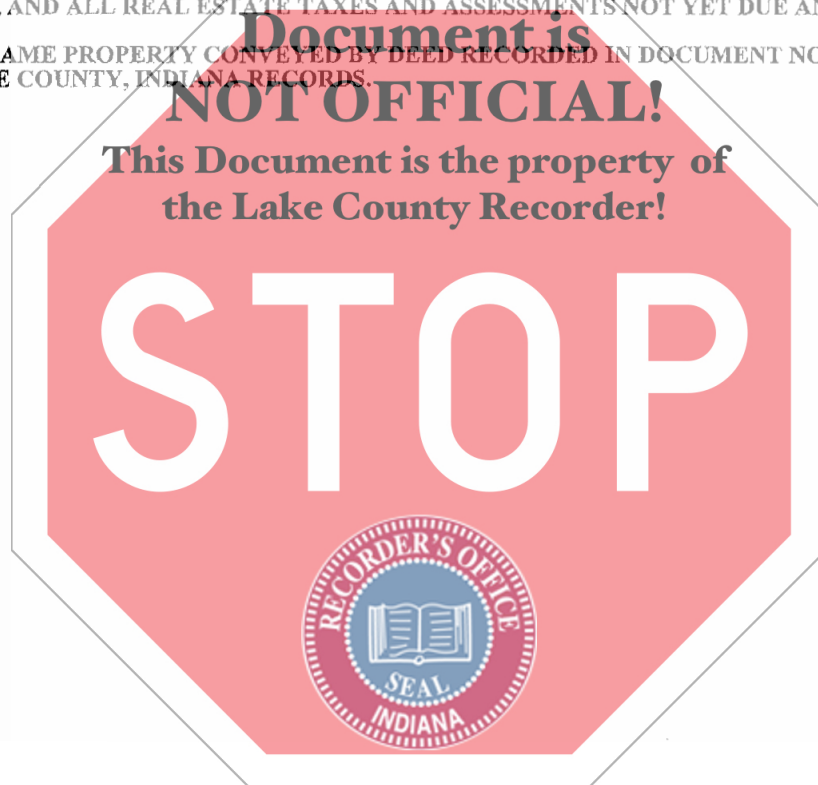 AND ALL REAL ESTATE TAXES AND ASSESSMENTS NOT YET DUE
Document is
AME PROPERTY CONVEYED BY DEED RECORDED IN DOCUMENT NO
E COUNTY, INDIANA RECORDS.
NOT OFFICIAL!
This Document is the property of
the Lake County Recorder!
STOP
RECORDER'S OFFICE
SEAL
INDIANA